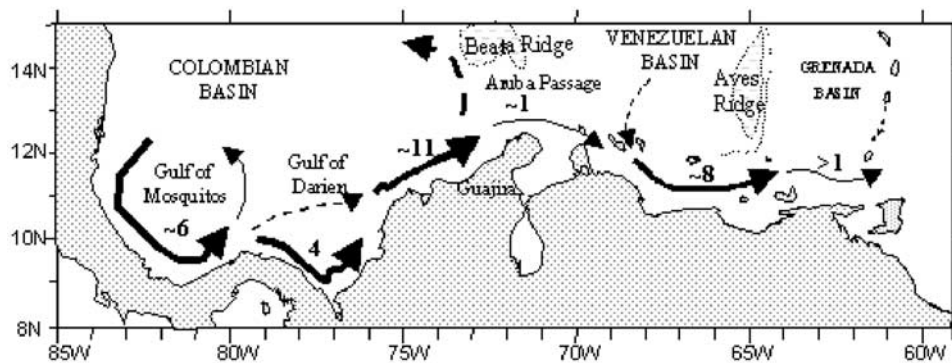 14N
12N
10N
8N
85W
80W
75W
70W
65W
60W
COLOMBIAN
BASIN
Beata Ridge
VENEZUELAN
BASIN
Aves
Ridge
GRENADA
BASIN
Aruba Passage
~1
~11
Gulf of
Mosquitos
~6
Gulf of
Darien
4
Guajira
~8
>1